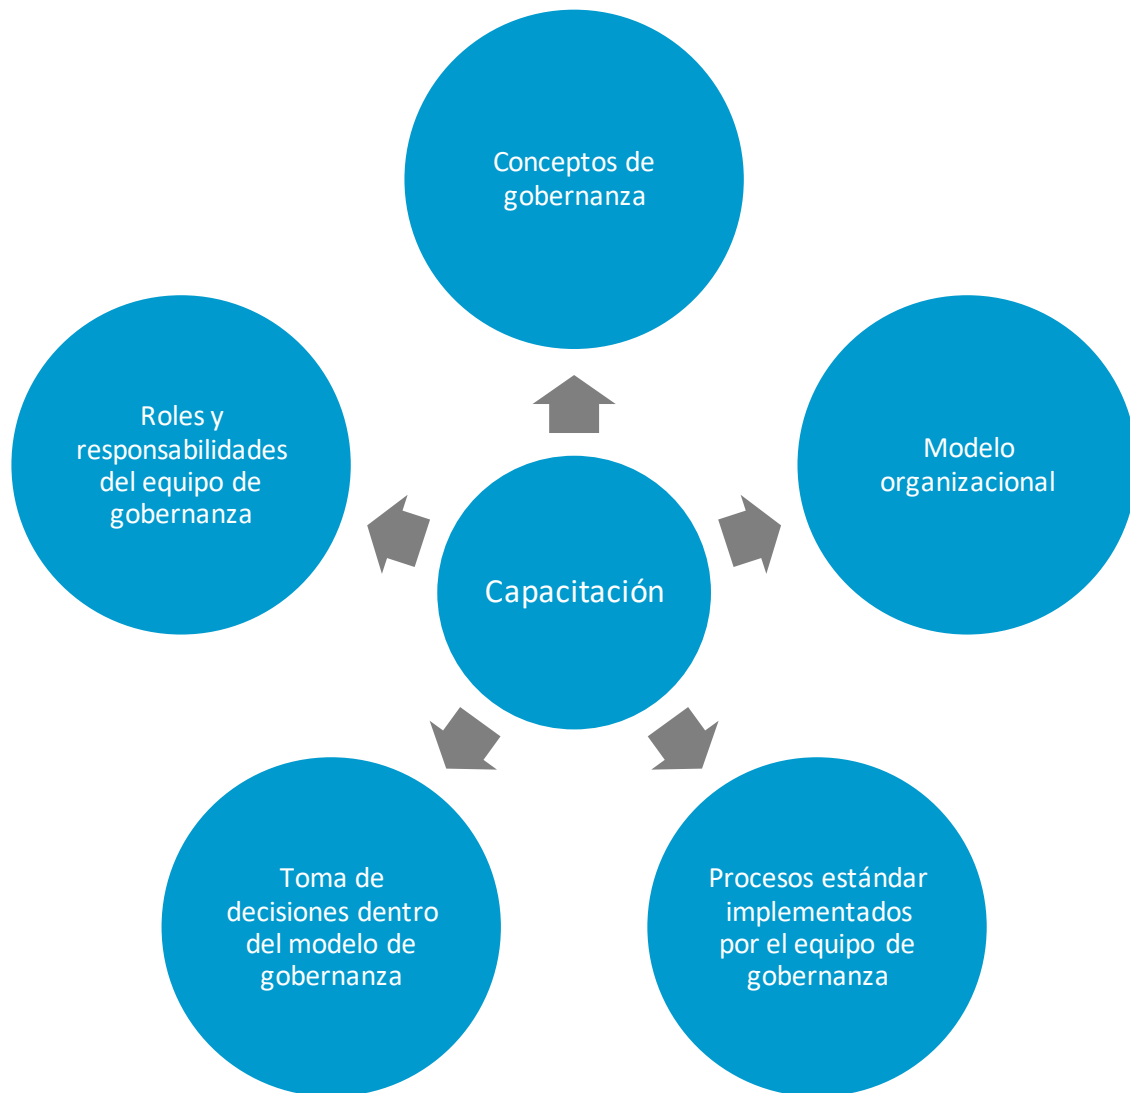 Conceptos de
gobernanza
Roles y
responsabilidades
del equipo de
gobernanza
Modelo
organizacional
Capacitación
Toma de
decisiones dentro
del modelo de
gobernanza
Procesos estándar
implementados
por el equipo de
gobernanza